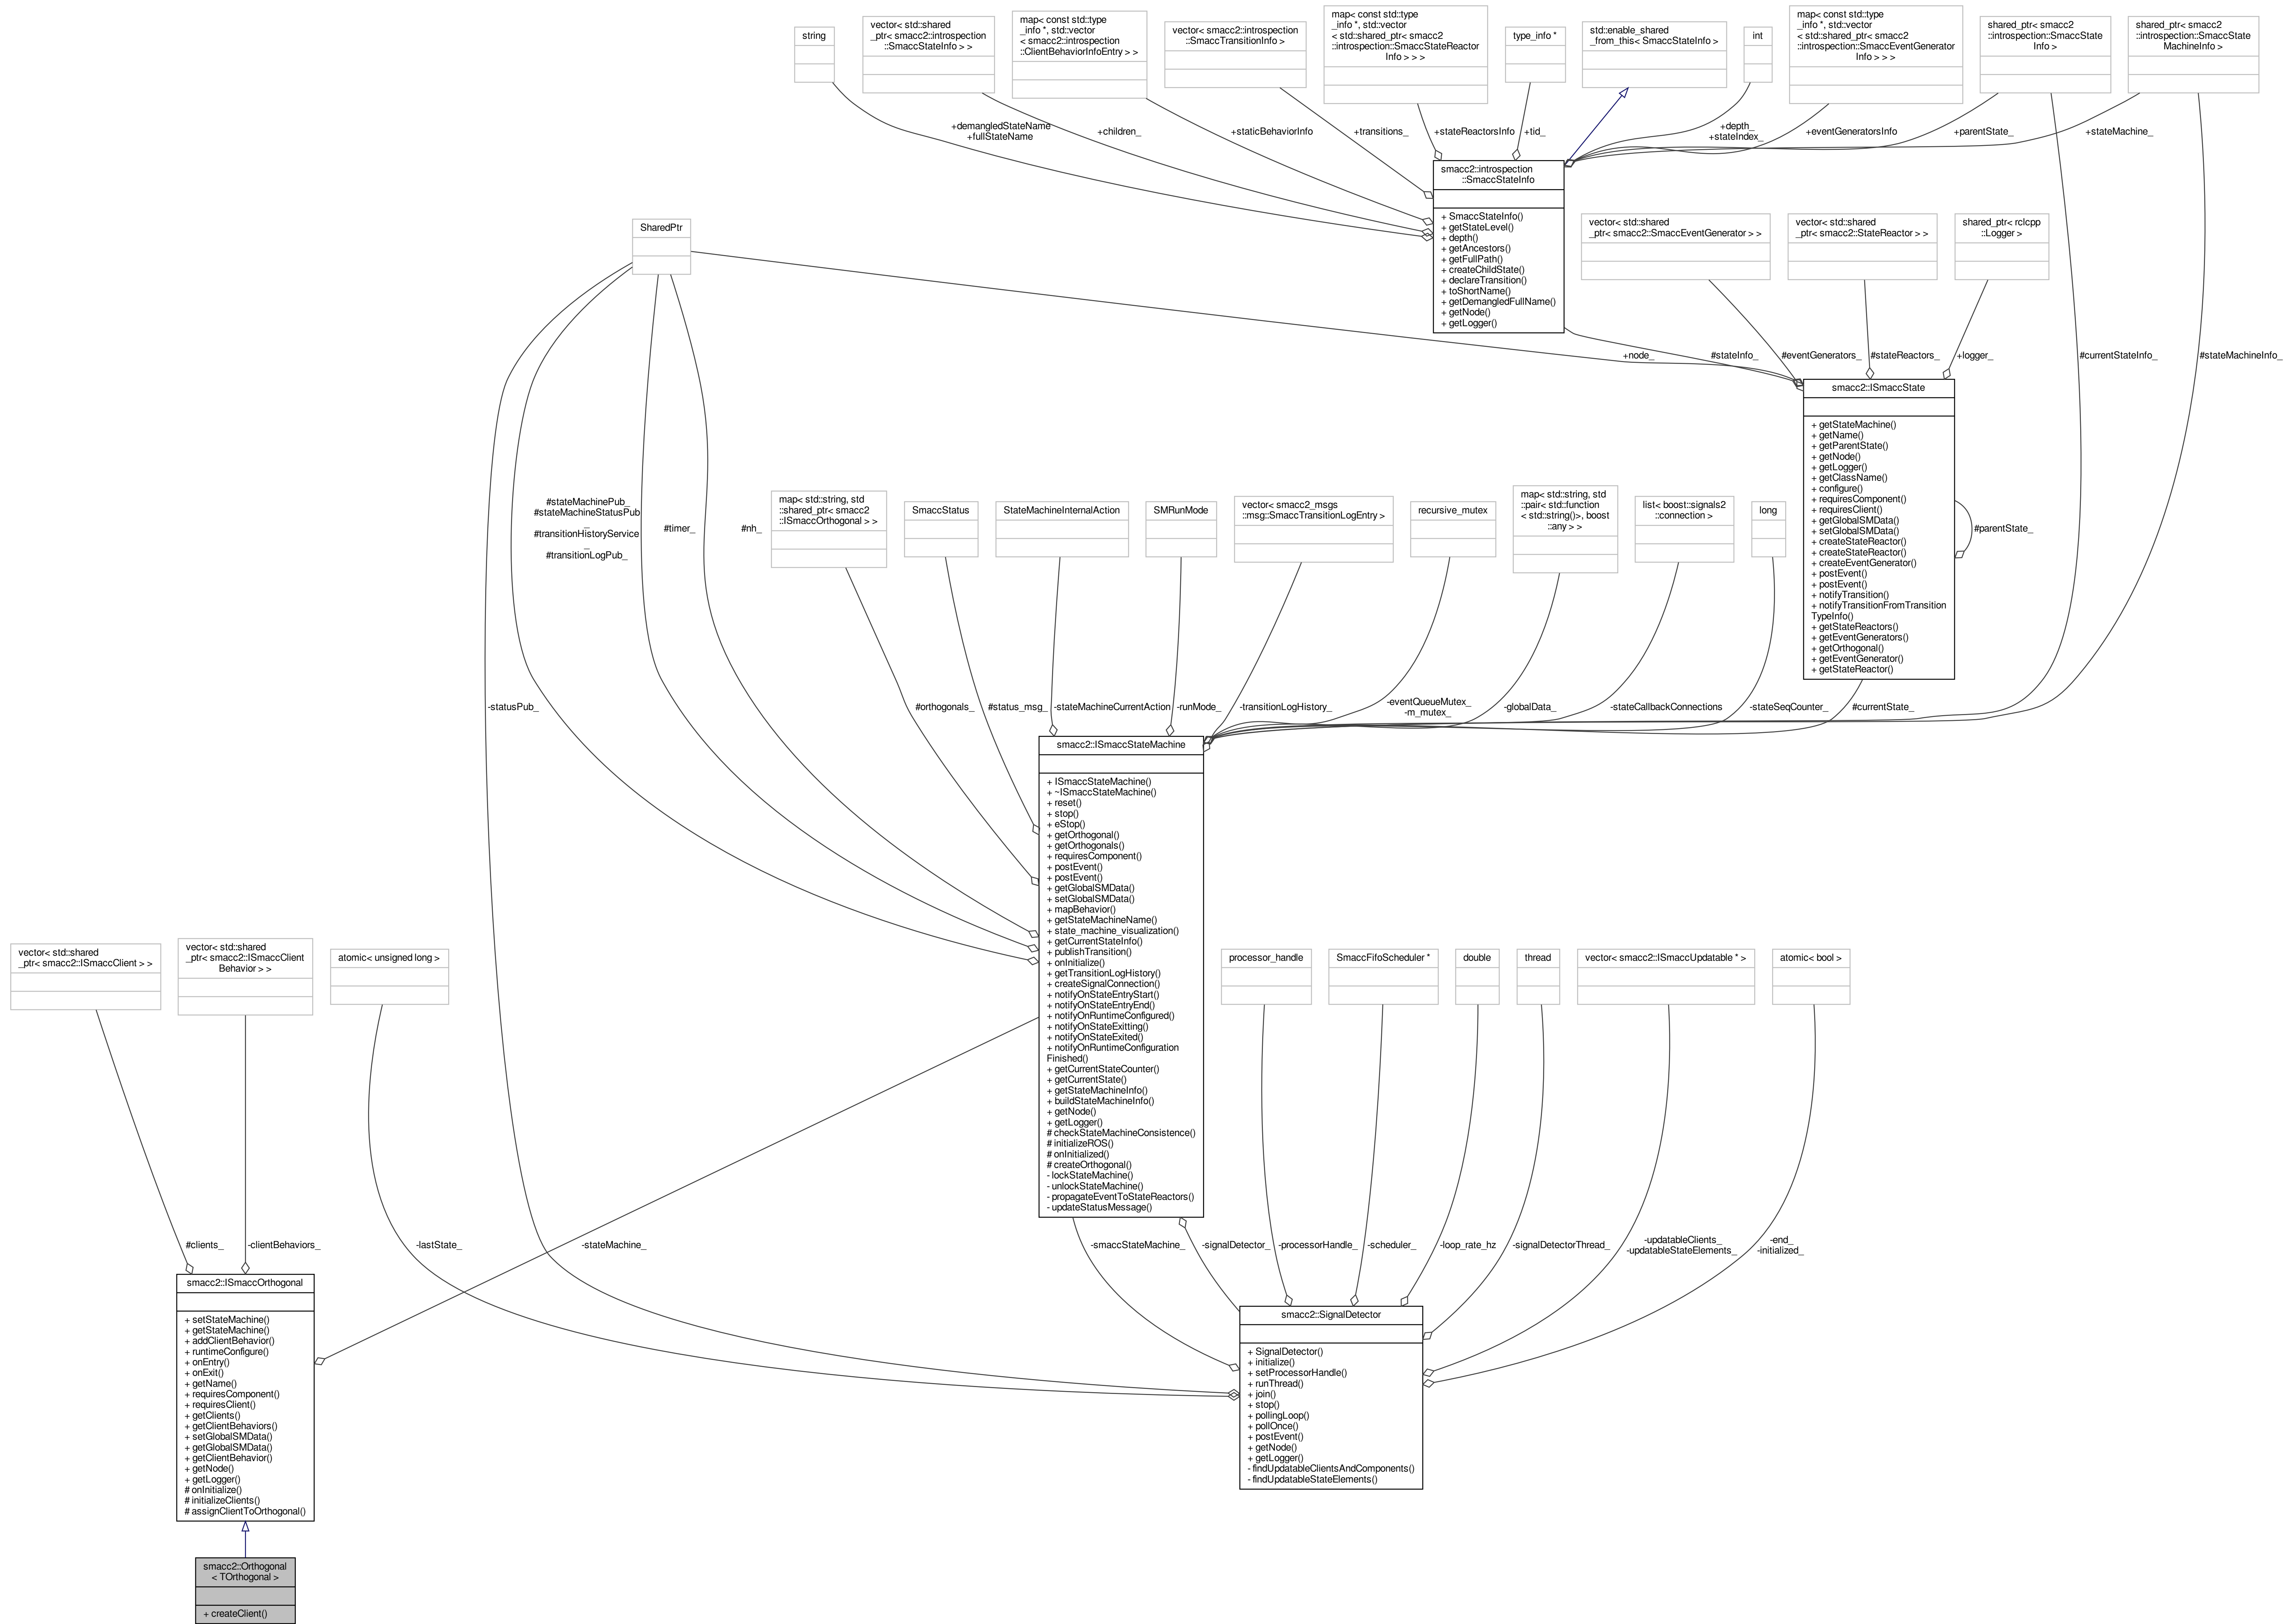 string
vector< std::shared
_ptr< smacc2::introspection
::SmaccStateInfo > >
map< const std::type
_info *, std::vector
< smacc2::introspection
::ClientBehaviorInfoEntry > >
vector< smacc2::introspection
::SmaccTransitionInfo >
map< const std::type
_info *, std::vector
< std::shared_ptr< smacc2
::introspection::SmaccStateReactor
Info > > >
type_info *
std::enable_shared
_from_this< SmaccStateInfo >
int
map< const std::type
_info *, std::vector
< std::shared_ptr< smacc2
::introspection::SmaccEventGenerator
Info > > >
shared_ptr< smacc2
::introspection::SmaccState
Info >
shared_ptr< smacc2
::introspection::SmaccState
MachineInfo >
+demangledStateName
+fullStateName
+children_
+staticBehaviorInfo
+transitions_
+stateReactorsInfo
+tid_
+depth_
+stateIndex_
+eventGeneratorsInfo
+parentState_
+stateMachine_
smacc2::introspection
::SmaccStateInfo
+ SmaccStateInfo()
+ getStateLevel()
+ depth()
+ getAncestors()
+ getFullPath()
+ createChildState()
+ declareTransition()
+ toShortName()
+ getDemangledFullName()
+ getNode()
+ getLogger()
SharedPtr
vector< std::shared
_ptr< smacc2::SmaccEventGenerator > >
vector< std::shared
_ptr< smacc2::StateReactor > >
shared_ptr< rclcpp
::Logger >
+node_
#stateInfo_
#eventGenerators_
#stateReactors_
+logger_
#currentStateInfo_
#stateMachineInfo_
smacc2::ISmaccState
+ getStateMachine()
+ getName()
+ getParentState()
+ getNode()
+ getLogger()
+ getClassName()
+ configure()
+ requiresComponent()
+ requiresClient()
+ getGlobalSMData()
+ setGlobalSMData()
+ createStateReactor()
+ createStateReactor()
+ createEventGenerator()
+ postEvent()
+ postEvent()
+ notifyTransition()
+ notifyTransitionFromTransition
TypeInfo()
+ getStateReactors()
+ getEventGenerators()
+ getOrthogonal()
+ getEventGenerator()
+ getStateReactor()
#parentState_
#stateMachinePub_
#stateMachineStatusPub
_
#transitionHistoryService
_
#transitionLogPub_
#timer_
#nh_
map< std::string, std
::shared_ptr< smacc2
::ISmaccOrthogonal > >
SmaccStatus
StateMachineInternalAction
SMRunMode
vector< smacc2_msgs
::msg::SmaccTransitionLogEntry >
recursive_mutex
map< std::string, std
::pair< std::function
< std::string()>, boost
::any > >
list< boost::signals2
::connection >
long
-statusPub_
#orthogonals_
#status_msg_
-stateMachineCurrentAction
-runMode_
-transitionLogHistory_
-eventQueueMutex_
-m_mutex_
-globalData_
-stateCallbackConnections
-stateSeqCounter_
#currentState_
smacc2::ISmaccStateMachine
+ ISmaccStateMachine()
+ ~ISmaccStateMachine()
+ reset()
+ stop()
+ eStop()
+ getOrthogonal()
+ getOrthogonals()
+ requiresComponent()
+ postEvent()
+ postEvent()
+ getGlobalSMData()
+ setGlobalSMData()
+ mapBehavior()
+ getStateMachineName()
+ state_machine_visualization()
+ getCurrentStateInfo()
+ publishTransition()
+ onInitialize()
+ getTransitionLogHistory()
+ createSignalConnection()
+ notifyOnStateEntryStart()
+ notifyOnStateEntryEnd()
+ notifyOnRuntimeConfigured()
+ notifyOnStateExitting()
+ notifyOnStateExited()
+ notifyOnRuntimeConfiguration
Finished()
+ getCurrentStateCounter()
+ getCurrentState()
+ getStateMachineInfo()
+ buildStateMachineInfo()
+ getNode()
+ getLogger()
# checkStateMachineConsistence()
# initializeROS()
# onInitialized()
# createOrthogonal()
- lockStateMachine()
- unlockStateMachine()
- propagateEventToStateReactors()
- updateStatusMessage()
vector< std::shared
_ptr< smacc2::ISmaccClient > >
vector< std::shared
_ptr< smacc2::ISmaccClient
Behavior > >
atomic< unsigned long >
processor_handle
SmaccFifoScheduler *
double
thread
vector< smacc2::ISmaccUpdatable * >
atomic< bool >
#clients_
-clientBehaviors_
-lastState_
-stateMachine_
-smaccStateMachine_
-signalDetector_
-processorHandle_
-scheduler_
-loop_rate_hz
-signalDetectorThread_
-updatableClients_
-updatableStateElements_
-end_
-initialized_
smacc2::ISmaccOrthogonal
+ setStateMachine()
+ getStateMachine()
+ addClientBehavior()
+ runtimeConfigure()
+ onEntry()
+ onExit()
+ getName()
+ requiresComponent()
+ requiresClient()
+ getClients()
+ getClientBehaviors()
+ setGlobalSMData()
+ getGlobalSMData()
+ getClientBehavior()
+ getNode()
+ getLogger()
# onInitialize()
# initializeClients()
# assignClientToOrthogonal()
smacc2::SignalDetector
+ SignalDetector()
+ initialize()
+ setProcessorHandle()
+ runThread()
+ join()
+ stop()
+ pollingLoop()
+ pollOnce()
+ postEvent()
+ getNode()
+ getLogger()
- findUpdatableClientsAndComponents()
- findUpdatableStateElements()
smacc2::Orthogonal
< TOrthogonal >
+ createClient()